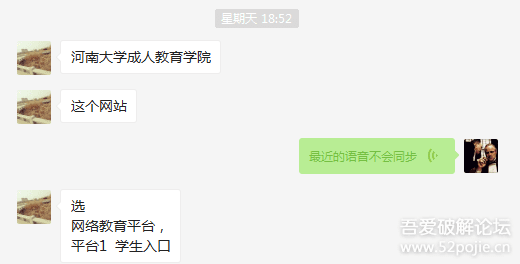 星期天 18:52
河南大学成人教育学院
这个网站
最近的语音不会同步
选
网络教育平台，
平台1 学生入口
吾爱破解论坛
www.52pojie.cn